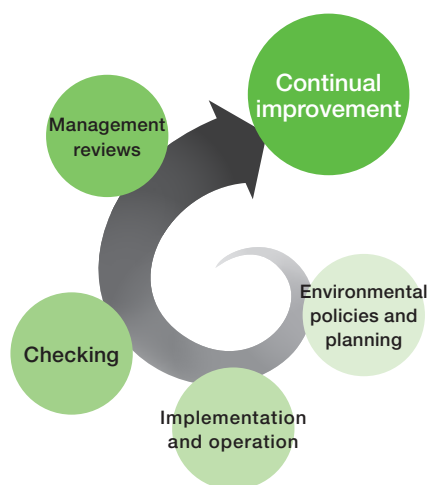 Continual
improvement
Management
reviews
Environmental
policies and
planning
Checking
Implementation
and operation